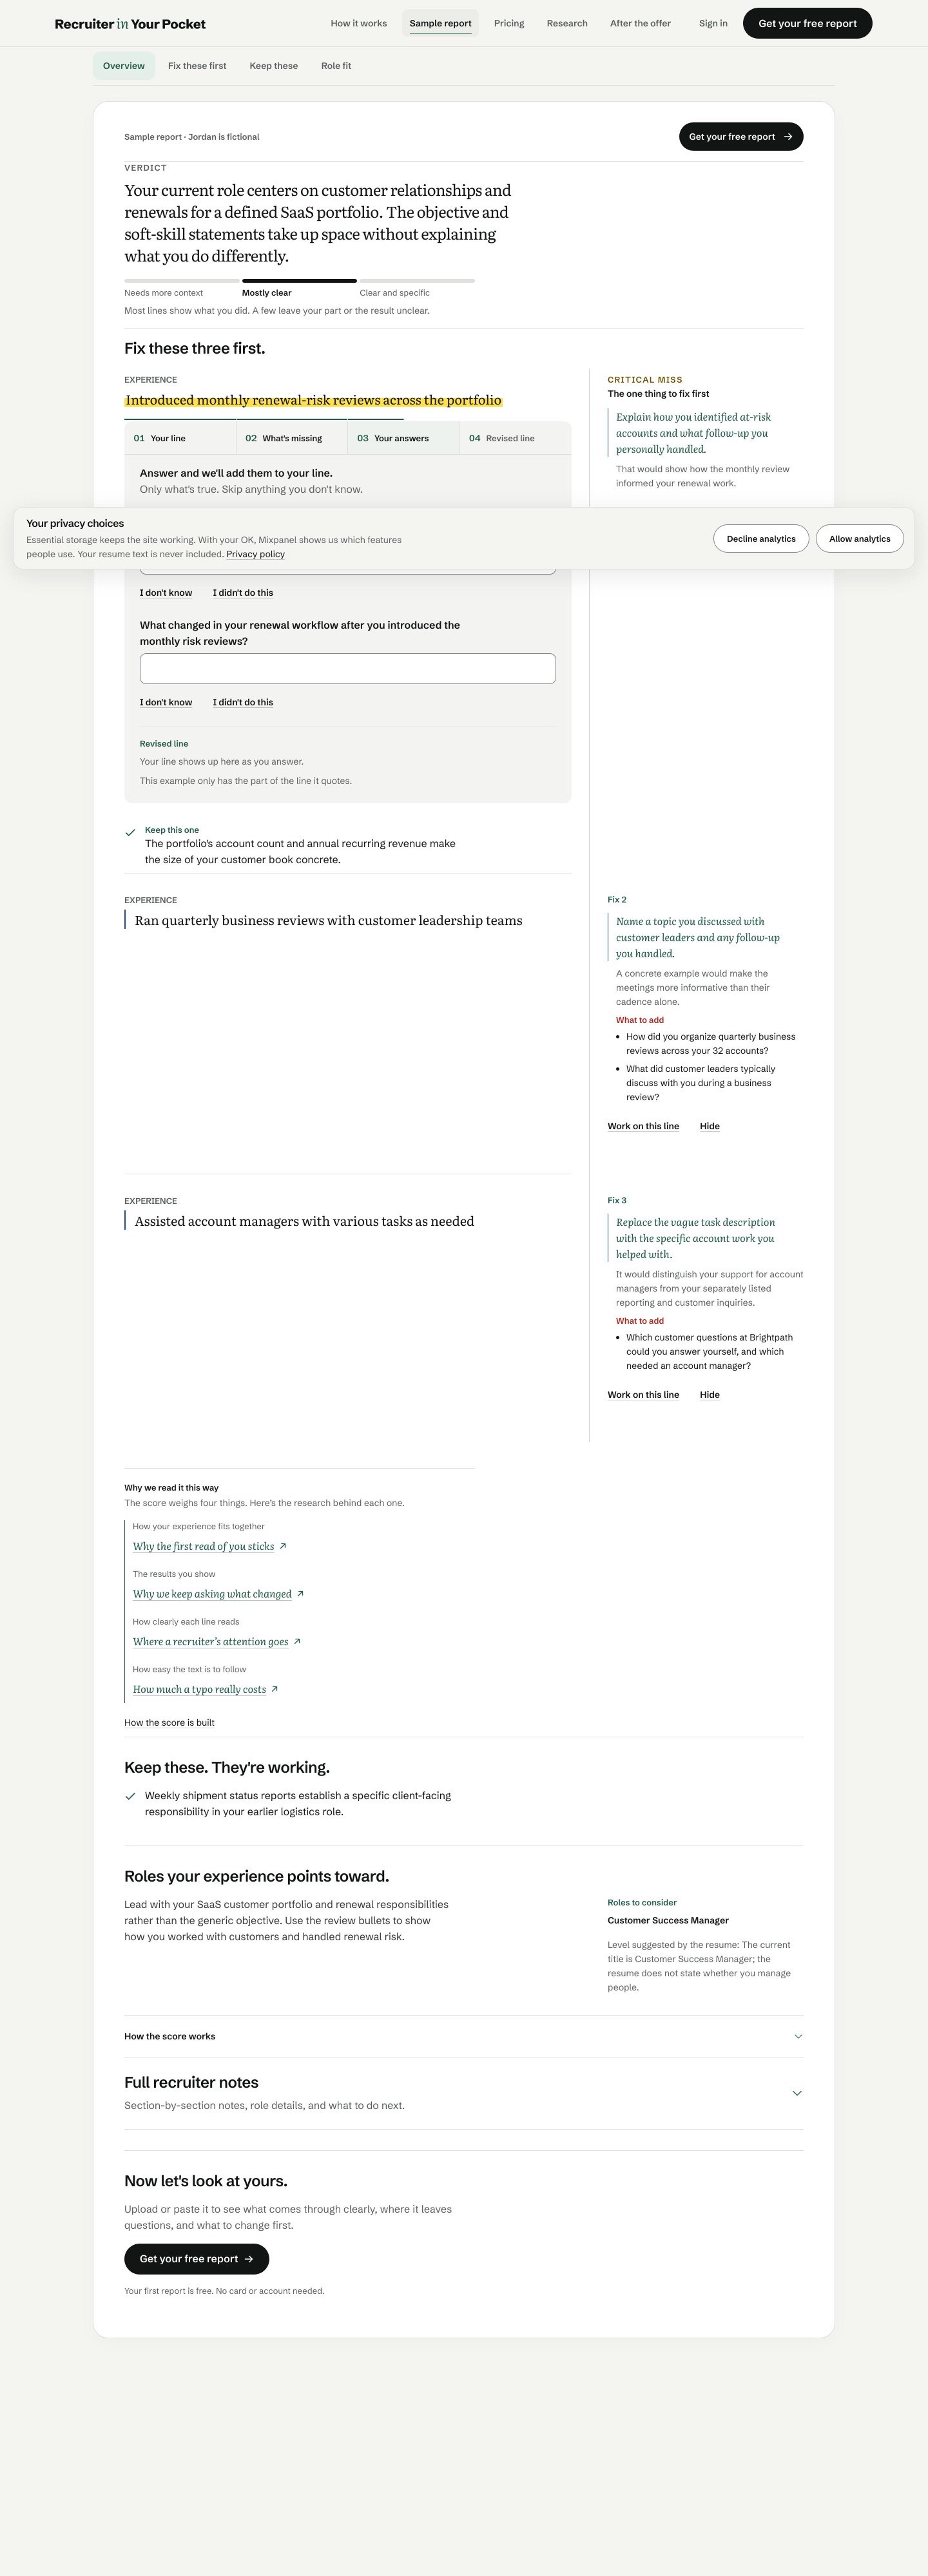 Recruiter in Your Pocket
How it works
Sample report
Pricing
Research
After the offer
Sign in
Get your free report
Overview
Fix these first
Keep these
Role fit
Sample report · Jordan is fictional
Get your free report →
VERDICT
Your current role centers on customer relationships and
renewals for a defined SaaS portfolio. The objective and
soft-skill statements take up space without explaining
what you do differently.
Needs more context
Mostly clear
Clear and specific
Most lines show what you did. A few leave your part or the result unclear.
Fix these three first.
EXPERIENCE
Introduced monthly renewal-risk reviews across the portfolio
01 Your line
02 What's missing
03 Your answers
04 Revised line
Answer and we'll add them to your line.
Only what's true. Skip anything you don't know.
CRITICAL MISS
The one thing to fix first
Explain how you identified at-risk
accounts and what follow-up you
personally handled.
That would show how the monthly review
informed your renewal work.
Your privacy choices
Essential storage keeps the site working. With your OK, Mixpanel shows us which features
people use. Your resume text is never included. Privacy policy
Decline analytics
Allow analytics
I don't know
I didn't do this
What changed in your renewal workflow after you introduced the
monthly risk reviews?
I don't know
I didn't do this
Revised line
Your line shows up here as you answer.
This example only has the part of the line it quotes.
Keep this one
The portfolio's account count and annual recurring revenue make
the size of your customer book concrete.
EXPERIENCE
Ran quarterly business reviews with customer leadership teams
Fix 2
Name a topic you discussed with
customer leaders and any follow-up
you handled.
A concrete example would make the
meetings more informative than their
cadence alone.
What to add
• How did you organize quarterly business
reviews across your 32 accounts?
• What did customer leaders typically
discuss with you during a business
review?
Work on this line
Hide
EXPERIENCE
Assisted account managers with various tasks as needed
Fix 3
Replace the vague task description
with the specific account work you
helped with.
It would distinguish your support for account
managers from your separately listed
reporting and customer inquiries.
What to add
• Which customer questions at Brightpath
could you answer yourself, and which
needed an account manager?
Work on this line
Hide
Why we read it this way
The score weighs four things. Here's the research behind each one.
How your experience fits together
Why the first read of you sticks ↗
The results you show
Why we keep asking what changed ↗
How clearly each line reads
Where a recruiter's attention goes ↗
How easy the text is to follow
How much a typo really costs ↗
How the score is built
Keep these. They're working.
Weekly shipment status reports establish a specific client-facing
responsibility in your earlier logistics role.
Roles your experience points toward.
Lead with your SaaS customer portfolio and renewal responsibilities
rather than the generic objective. Use the review bullets to show
how you worked with customers and handled renewal risk.
Roles to consider
Customer Success Manager
Level suggested by the resume: The current
title is Customer Success Manager; the
resume does not state whether you manage
people.
How the score works
Full recruiter notes
Section-by-section notes, role details, and what to do next.
Now let's look at yours.
Upload or paste it to see what comes through clearly, where it leaves
questions, and what to change first.
Get your free report →
Your first report is free. No card or account needed.